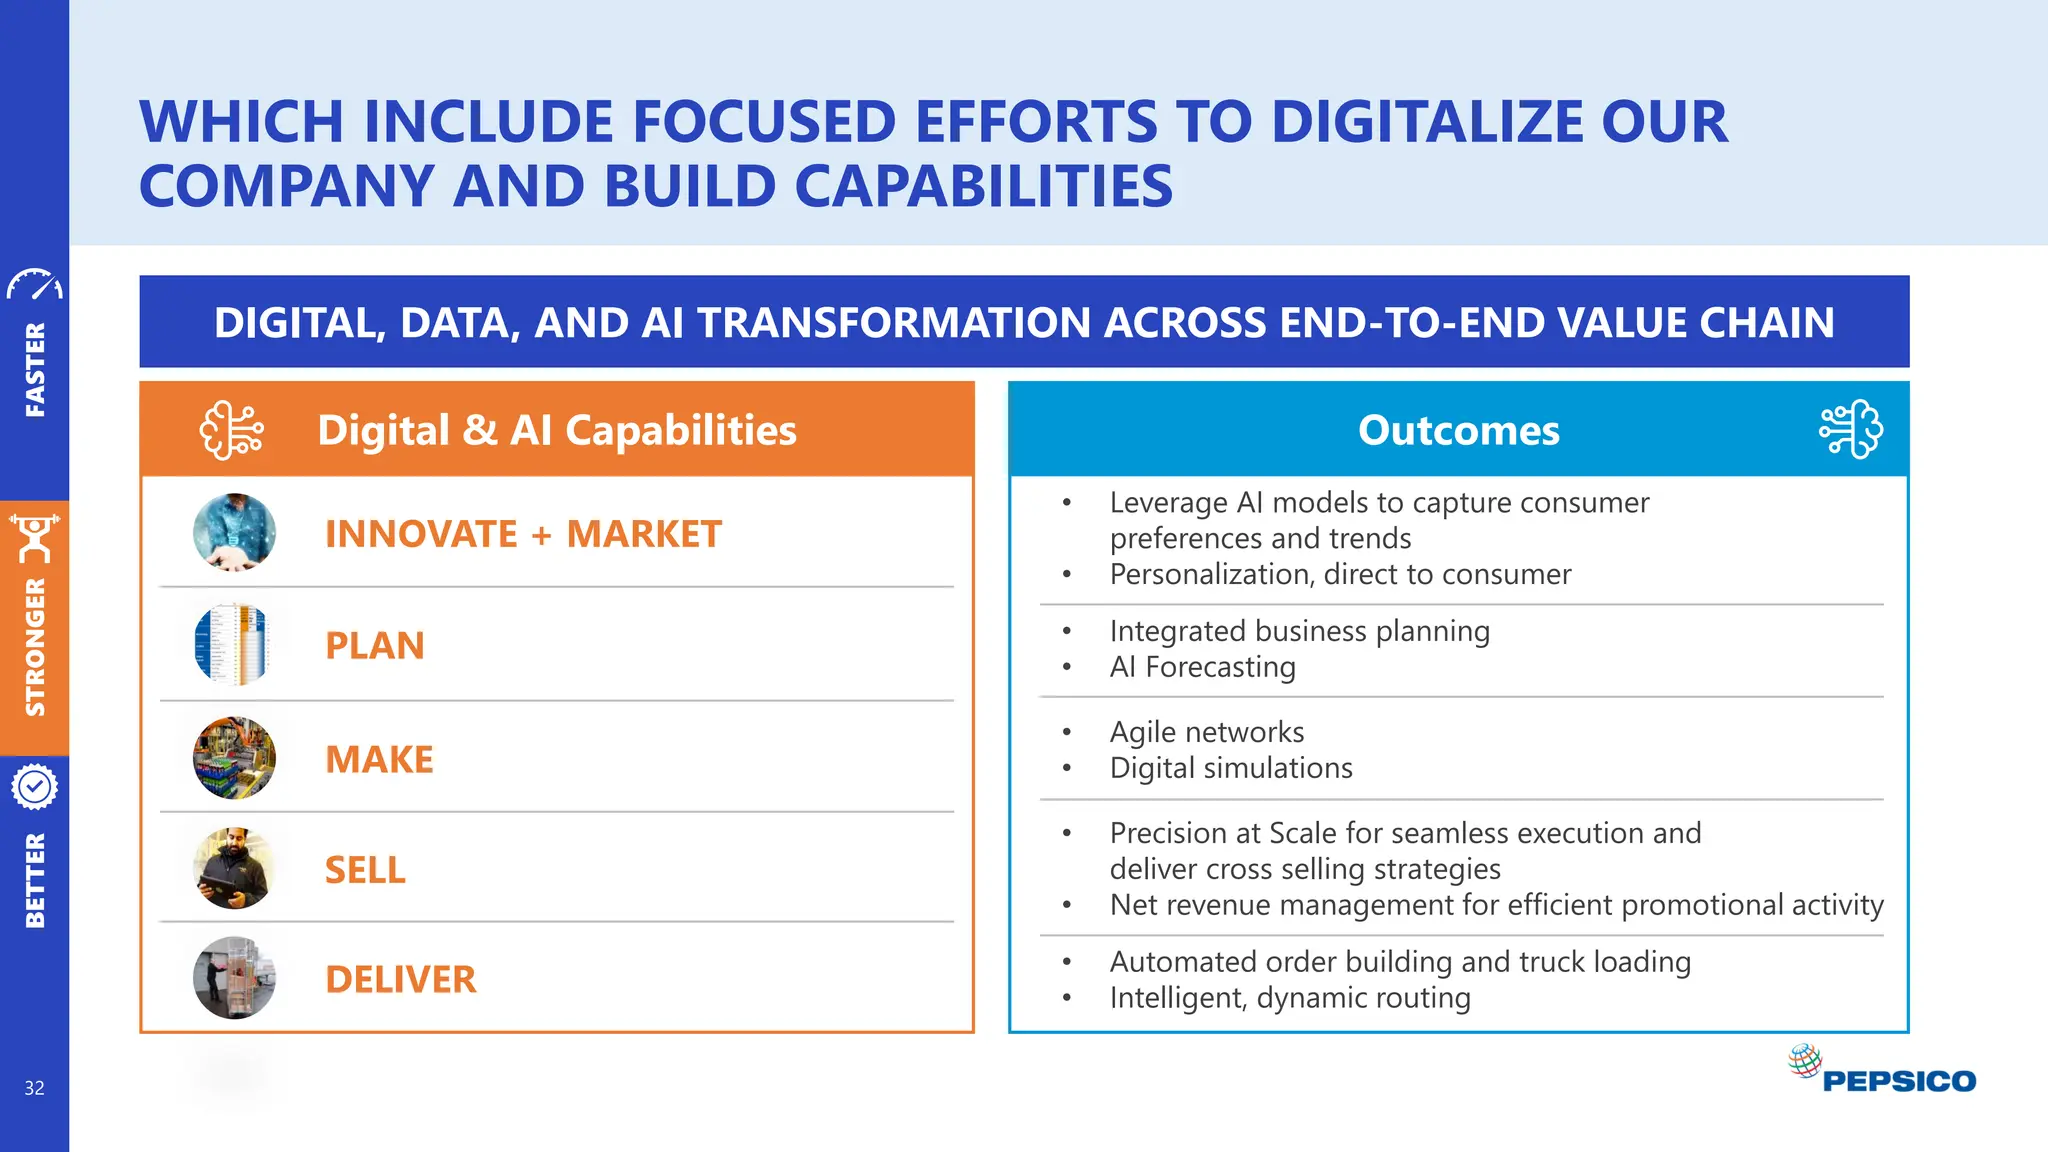 WHICH INCLUDE FOCUSED EFFORTS TO DIGITALIZE OUR
COMPANY AND BUILD CAPABILITIES
FASTER
STRONGER
BETTER
DIGITAL, DATA, AND AI TRANSFORMATION ACROSS END-TO-END VALUE CHAIN
Digital & AI Capabilities
INNOVATE + MARKET
PLAN
MAKE
SELL
DELIVER
Outcomes
• Leverage AI models to capture consumer
preferences and trends
• Personalization, direct to consumer
• Integrated business planning
• AI Forecasting
• Agile networks
• Digital simulations
• Precision at Scale for seamless execution and
deliver cross selling strategies
• Net revenue management for efficient promotional activity
• Automated order building and truck loading
• Intelligent, dynamic routing
32
PEPSICO